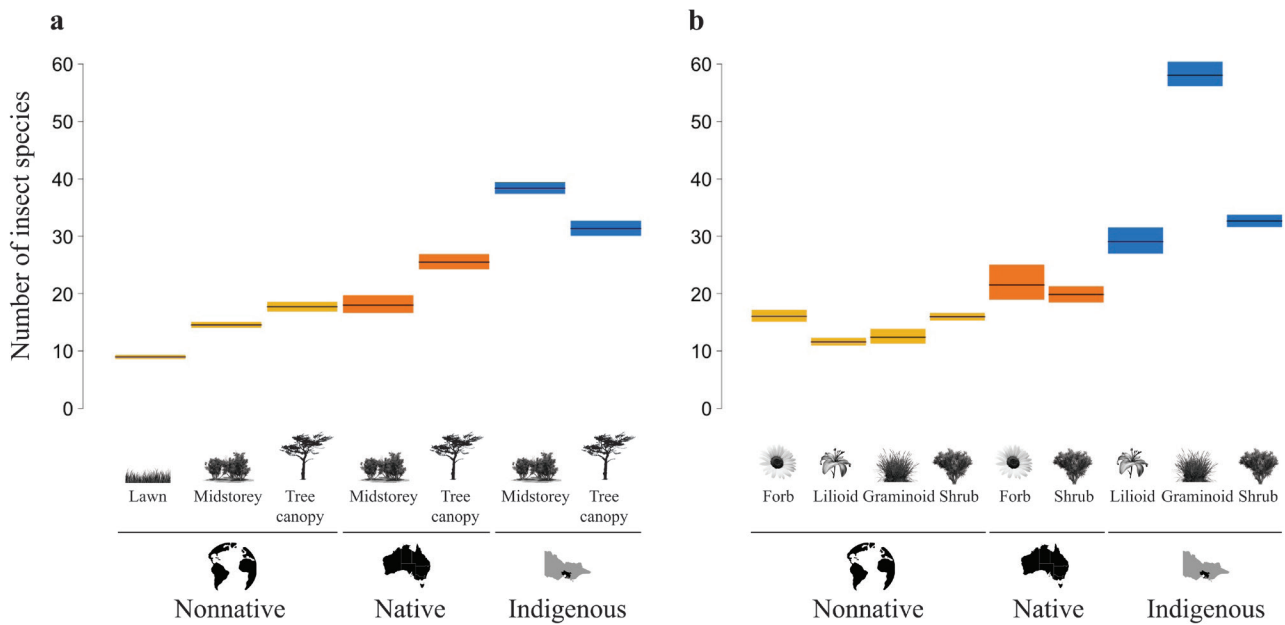 a
Number of insect species
60
50
40
30
20
10
0
Lawn
Midstorey
Tree
canopy
Midstorey
Tree
canopy
Midstorey
Tree
canopy
Nonnative
Native
Indigenous
b
60
50
40
30
20
10
0
Forb
Lilioid
Graminoid
Shrub
Forb
Shrub
Lilioid
Graminoid
Shrub
Nonnative
Native
Indigenous